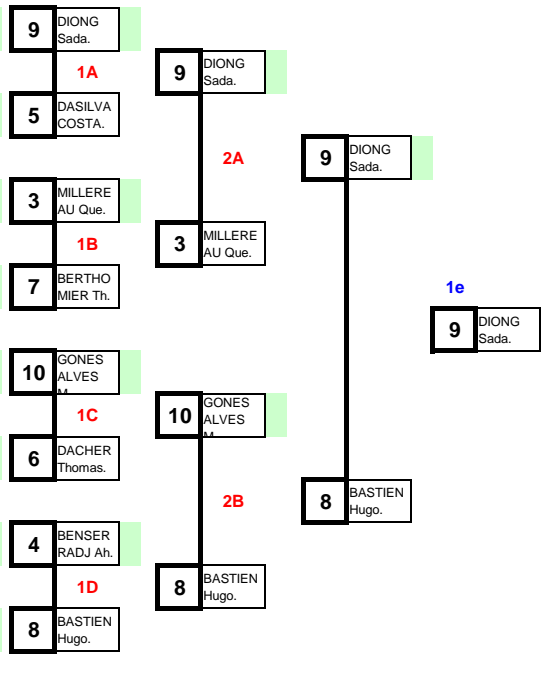 9 DIONG
Sada.
1A
5 DASILVA
COSTA.
3 MILLERE
AU Que.
1B
7 BERTHO
MIER Th.
10 GONES
ALVES
1C
6 DACHER
Thomas.
4 BENSER
RADJ Ah.
1D
8 BASTIEN
Hugo.
9 DIONG
Sada.
2A
3 MILLERE
AU Que.
10 GONES
ALVES
2B
8 BASTIEN
Hugo.
9 DIONG
Sada.
8 BASTIEN
Hugo.
1e
9 DIONG
Sada.